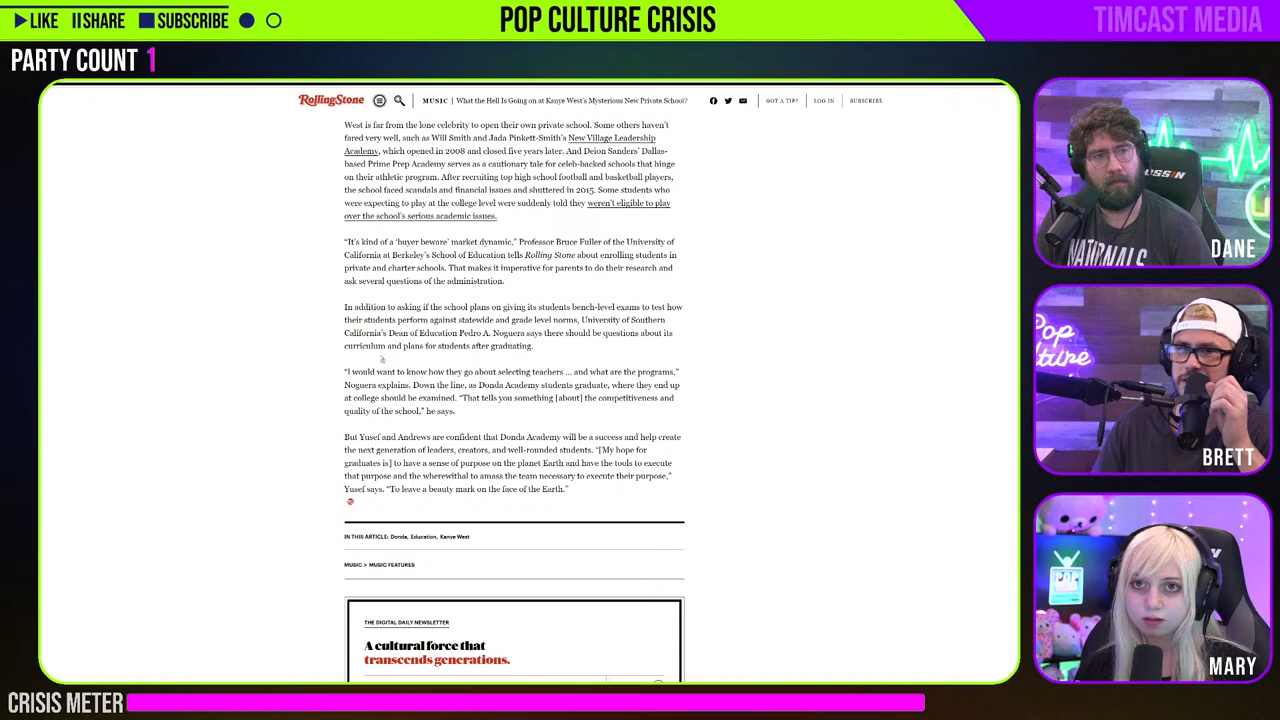 LIKE SHARE SUBSCRIBE
POP CULTURE CRISIS
TIMCAST MEDIA
PARTY COUNT 1
RollingStone MUSIC | What the Hell Is Going on at Kanye West's Mysterious New Private School? GOT A TIP? LOG IN SUBSCRIBE
West is far from the lone celebrity to open their own private school. Some others haven't
fared very well, such as Will Smith and Jada Pinkett-Smith's New Village Leadership
Academy, which opened in 2008 and closed five years later. And Deion Sanders' Dallas-
based Prime Prep Academy serves as a cautionary tale for celeb-backed schools that hinge
on their athletic program. After recruiting top high school football and basketball players,
the school faced scandals and financial issues and shuttered in 2015. Some students who
were expecting to play at the college level were suddenly told they weren't eligible to play
over the school's serious academic issues.
"It's kind of a 'buyer beware' market dynamic," Professor Bruce Fuller of the University of
California at Berkeley's School of Education tells Rolling Stone about enrolling students in
private and charter schools. That makes it imperative for parents to do their research and
ask several questions of the administration.
In addition to asking if the school plans on giving its students bench-level exams to test how
their students perform against statewide and grade level norms, University of Southern
California's Dean of Education Pedro A. Noguera says there should be questions about its
curriculum and plans for students after graduating.
"I would want to know how they go about selecting teachers ... and what are the programs,"
Noguera explains. Down the line, as Donda Academy students graduate, where they end up
at college should be examined. "That tells you something [about] the competitiveness and
quality of the school," he says.
But Yusef and Andrews are confident that Donda Academy will be a success and help create
the next generation of leaders, creators, and well-rounded students. "[My hope for
graduates is] to have a sense of purpose on the planet Earth and have the tools to execute
that purpose and the wherewithal to amass the team necessary to execute their purpose,"
Yusef says. "To leave a beauty mark on the face of the Earth."
IN THIS ARTICLE: Donda, Education, Kanye West
MUSIC > MUSIC FEATURES
THE DIGITAL DAILY NEWSLETTER
A cultural force that
transcends generations.
NATIONALS
DANE
Pop
BRETT
MARY
CRISIS METER